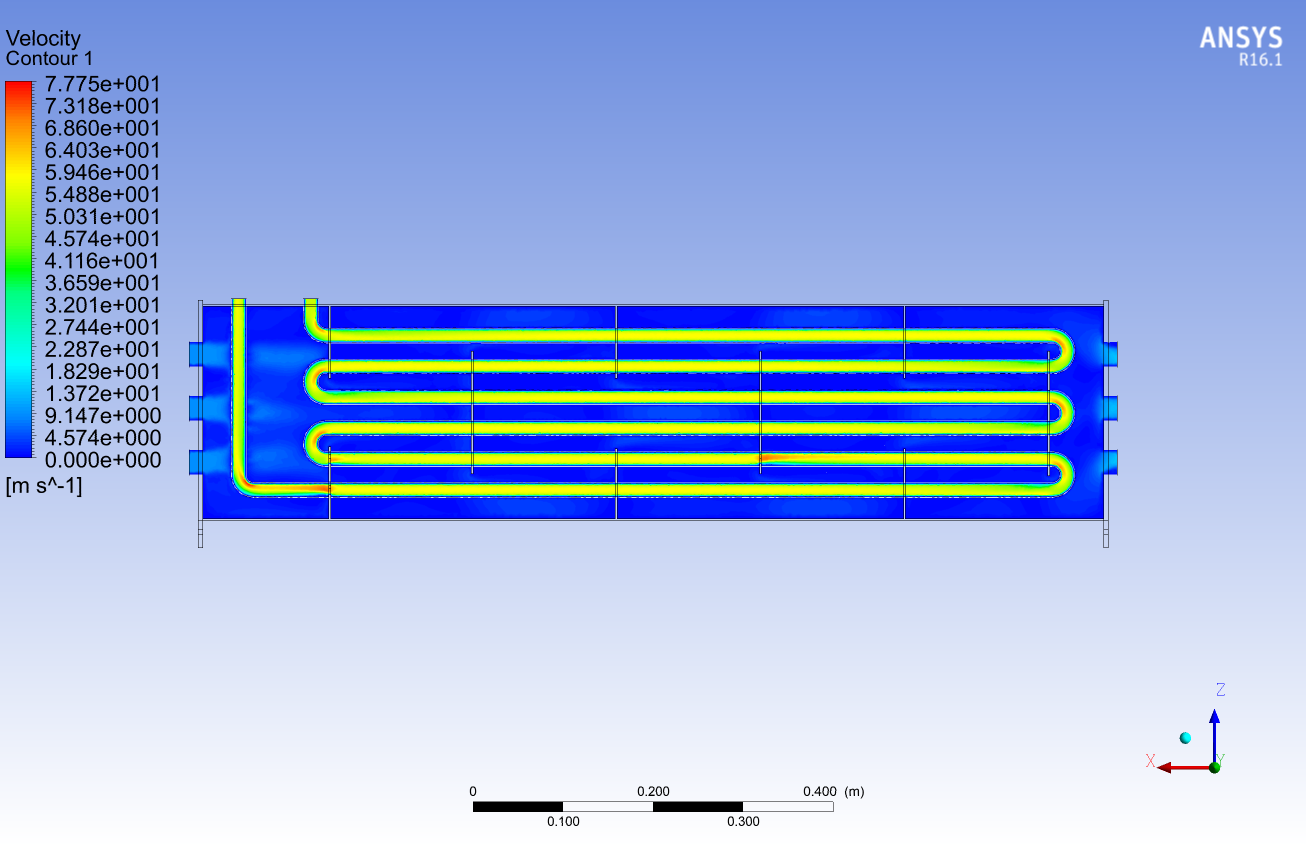 Velocity
Contour 1
7.775e+001
7.318e+001
6.860e+001
6.403e+001
5.946e+001
5.488e+001
5.031e+001
4.574e+001
4.116e+001
3.659e+001
3.201e+001
2.744e+001
2.287e+001
1.829e+001
1.372e+001
9.147e+000
4.574e+000
0.000e+000
[m s^-1]
ANSYS
R16.1
Z
X
Y
0 0.200 0.400 (m)
0.100 0.300